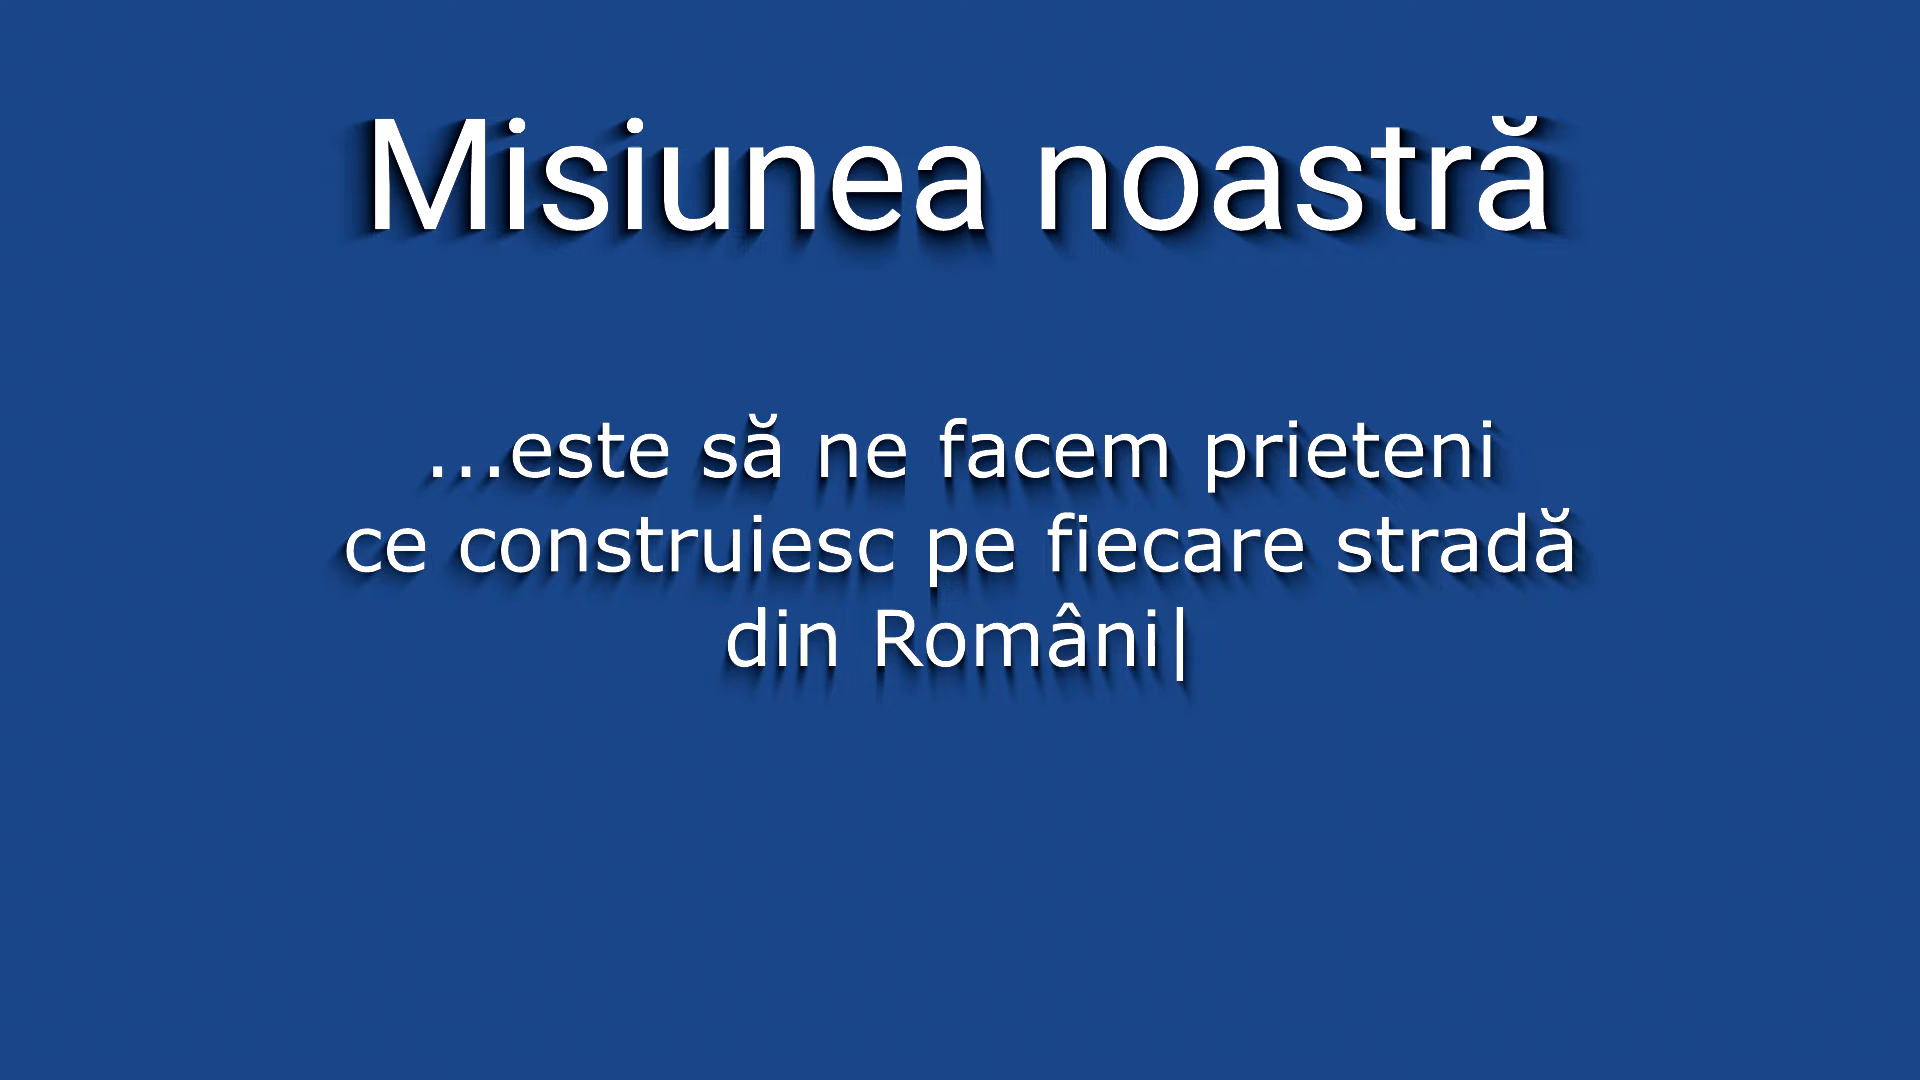 Misiunea noastră
...este să ne facem prieteni
ce construiesc pe fiecare stradă
din Români|